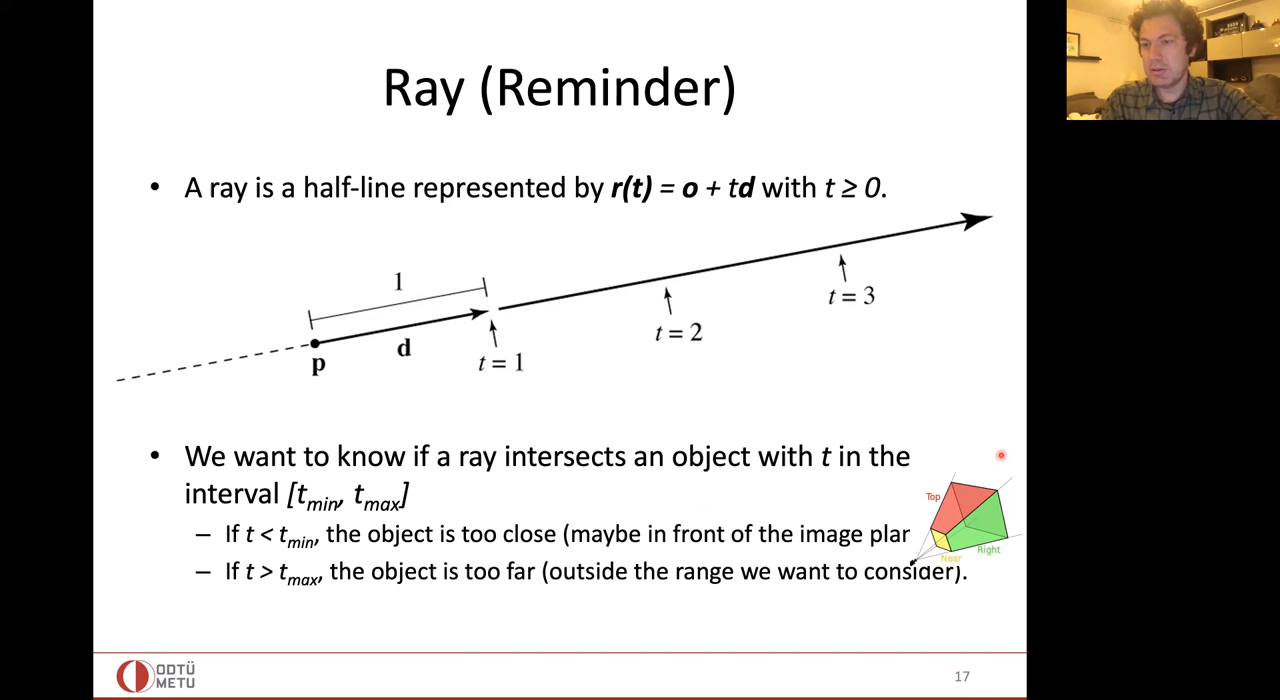 Ray (Reminder)
• A ray is a half-line represented by r(t) = o + td with t ≥ 0.
1
t = 3
t = 2
d
p
t = 1
• We want to know if a ray intersects an object with t in the
interval [tmin, tmax]
Top
– If t < tmin, the object is too close (maybe in front of the image plan
Right
Near
– If t > tmax, the object is too far (outside the range we want to consider).
ODTÜ
METU
17